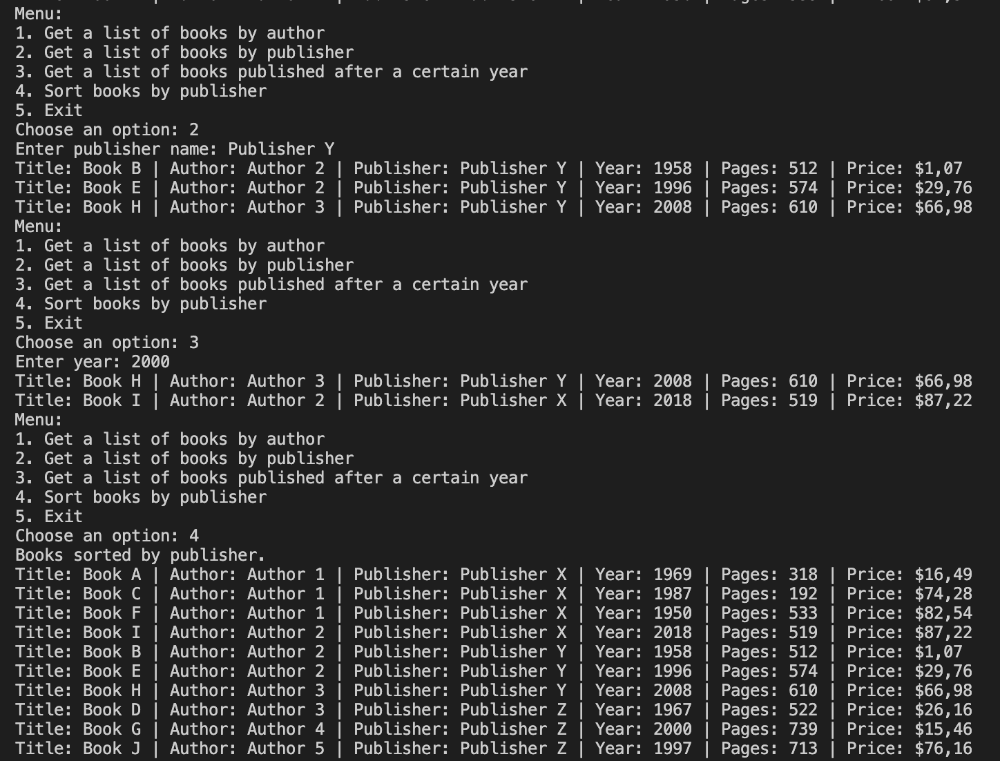 Menu:
1. Get a list of books by author
2. Get a list of books by publisher
3. Get a list of books published after a certain year
4. Sort books by publisher
5. Exit
Choose an option: 2
Enter publisher name: Publisher Y
Title: Book B | Author: Author 2 | Publisher: Publisher Y | Year: 1958 | Pages: 512 | Price: $1,07
Title: Book E | Author: Author 2 | Publisher: Publisher Y | Year: 1996 | Pages: 574 | Price: $29,76
Title: Book H | Author: Author 3 | Publisher: Publisher Y | Year: 2008 | Pages: 610 | Price: $66,98
Menu:
1. Get a list of books by author
2. Get a list of books by publisher
3. Get a list of books published after a certain year
4. Sort books by publisher
5. Exit
Choose an option: 3
Enter year: 2000
Title: Book H | Author: Author 3 | Publisher: Publisher Y | Year: 2008 | Pages: 610 | Price: $66,98
Title: Book I | Author: Author 2 | Publisher: Publisher X | Year: 2018 | Pages: 519 | Price: $87,22
Menu:
1. Get a list of books by author
2. Get a list of books by publisher
3. Get a list of books published after a certain year
4. Sort books by publisher
5. Exit
Choose an option: 4
Books sorted by publisher.
Title: Book A | Author: Author 1 | Publisher: Publisher X | Year: 1969 | Pages: 318 | Price: $16,49
Title: Book C | Author: Author 1 | Publisher: Publisher X | Year: 1987 | Pages: 192 | Price: $74,28
Title: Book F | Author: Author 1 | Publisher: Publisher X | Year: 1950 | Pages: 533 | Price: $82,54
Title: Book I | Author: Author 2 | Publisher: Publisher X | Year: 2018 | Pages: 519 | Price: $87,22
Title: Book B | Author: Author 2 | Publisher: Publisher Y | Year: 1958 | Pages: 512 | Price: $1,07
Title: Book E | Author: Author 2 | Publisher: Publisher Y | Year: 1996 | Pages: 574 | Price: $29,76
Title: Book H | Author: Author 3 | Publisher: Publisher Y | Year: 2008 | Pages: 610 | Price: $66,98
Title: Book D | Author: Author 3 | Publisher: Publisher Z | Year: 1967 | Pages: 522 | Price: $26,16
Title: Book G | Author: Author 4 | Publisher: Publisher Z | Year: 2000 | Pages: 739 | Price: $15,46
Title: Book J | Author: Author 5 | Publisher: Publisher Z | Year: 1997 | Pages: 713 | Price: $76,16